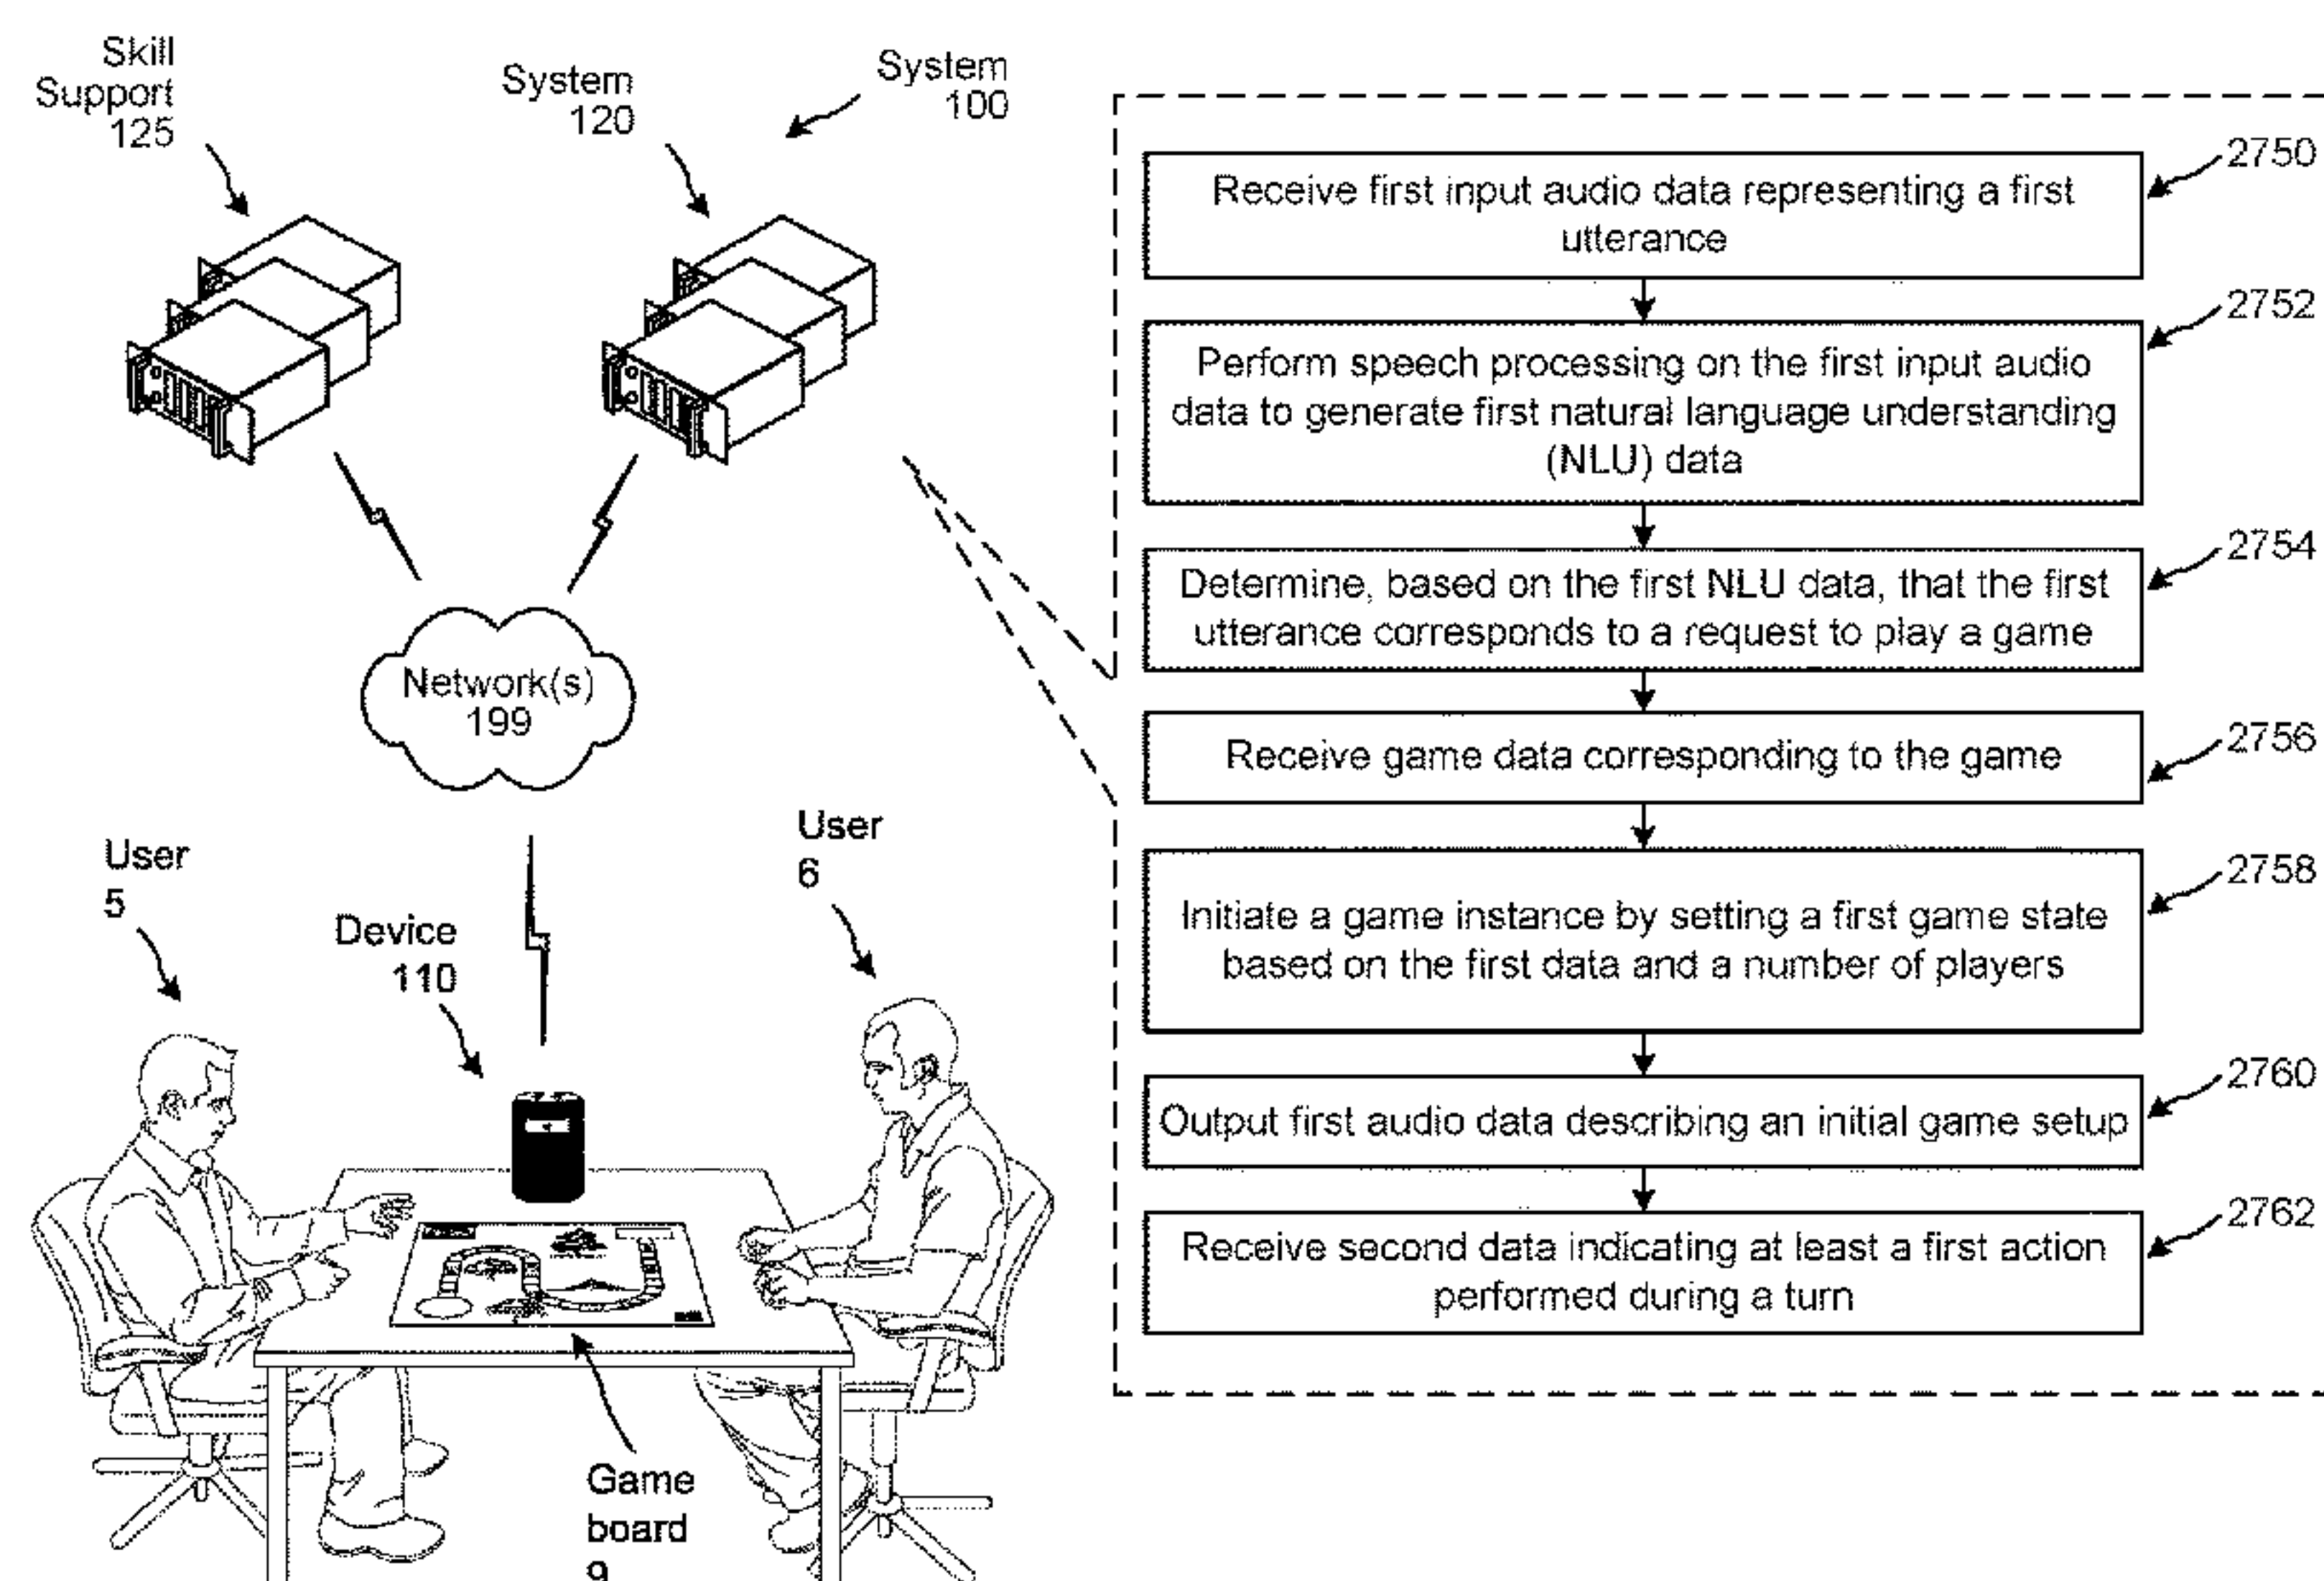 Skill
Support
125
System
120
System
100
Network(s)
199
User
5
Device
110
User
6
Game
board
9
2750
Receive first input audio data representing a first
utterance
2752
Perform speech processing on the first input audio
data to generate first natural language understanding
(NLU) data
2754
Determine, based on the first NLU data, that the first
utterance corresponds to a request to play a game
2756
Receive game data corresponding to the game
2758
Initiate a game instance by setting a first game state
based on the first data and a number of players
2760
Output first audio data describing an initial game setup
2762
Receive second data indicating at least a first action
performed during a turn